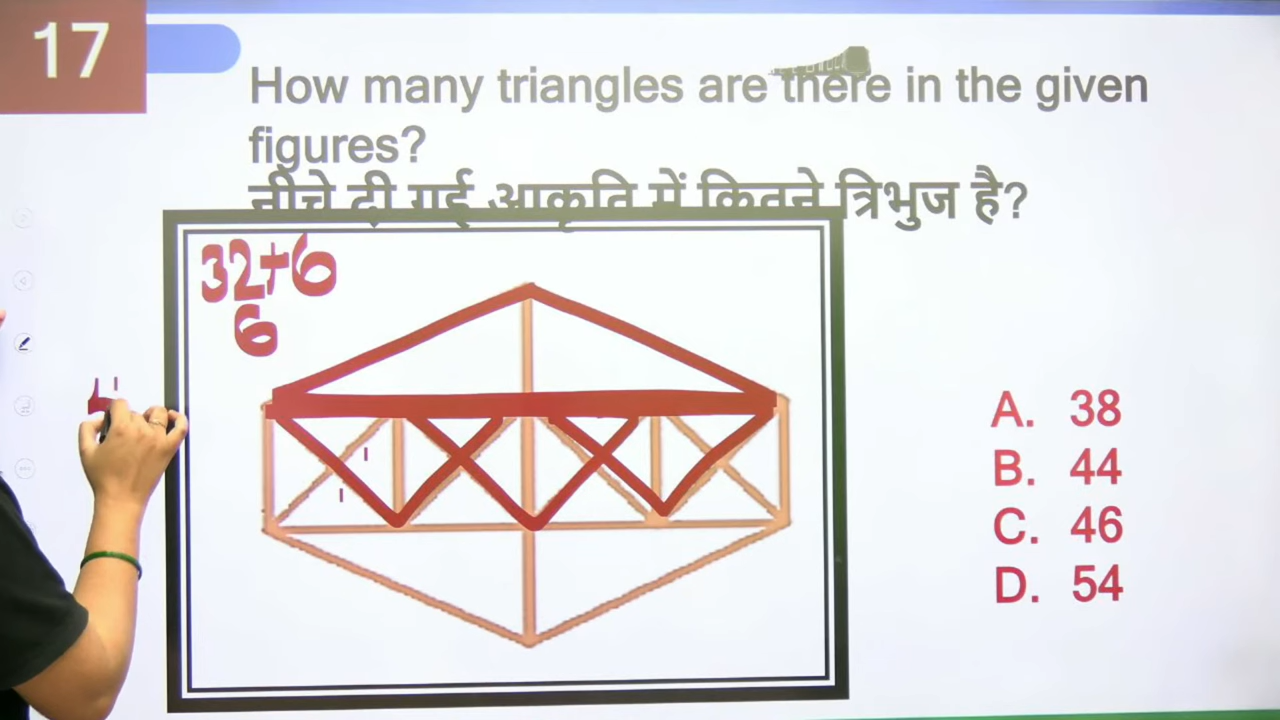 17
How many triangles are there in the given
figures?
नीचे दी गई आकृति में कितने त्रिभुज है?
32+6
6
A. 38
B. 44
C. 46
D. 54